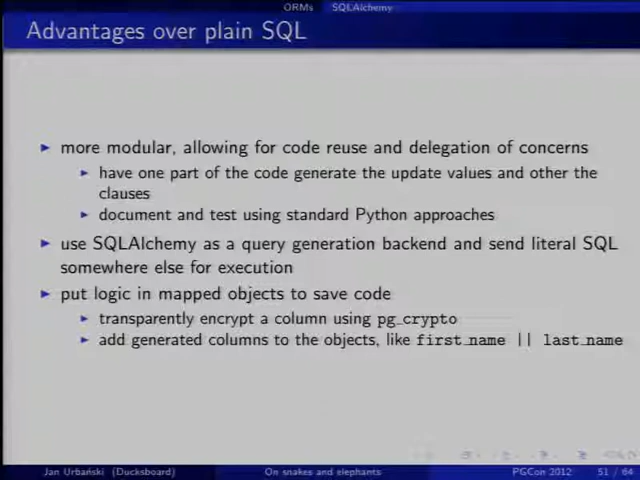 ORMs SQLAlchemy
Advantages over plain SQL
more modular, allowing for code reuse and delegation of concerns
have one part of the code generate the update values and other the
clauses
document and test using standard Python approaches
use SQLAlchemy as a query generation backend and send literal SQL
somewhere else for execution
put logic in mapped objects to save code
transparently encrypt a column using pg_crypto
add generated columns to the objects, like first_name || last_name
Jan Urbański (Ducksboard) On snakes and elephants PGCon 2012 51 / 64